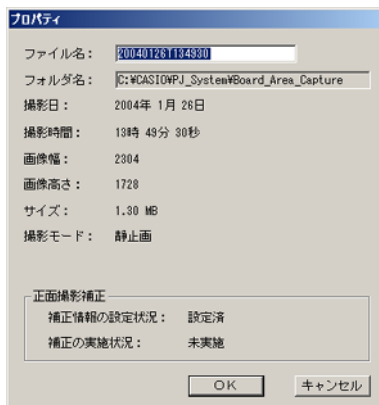 プロパティ
ファイル名： 200401261134930
フォルダ名： C:¥CASIO¥PJ_System¥Board_Area_Capture
撮影日： 2004年 1月 26日
撮影時間： 13時 49分 30秒
画像幅： 2304
画像高さ： 1728
サイズ： 1.30 MB
撮影モード： 静止画
正面撮影補正
補正情報の設定状況： 設定済
補正の実施状況： 未実施
OK キャンセル